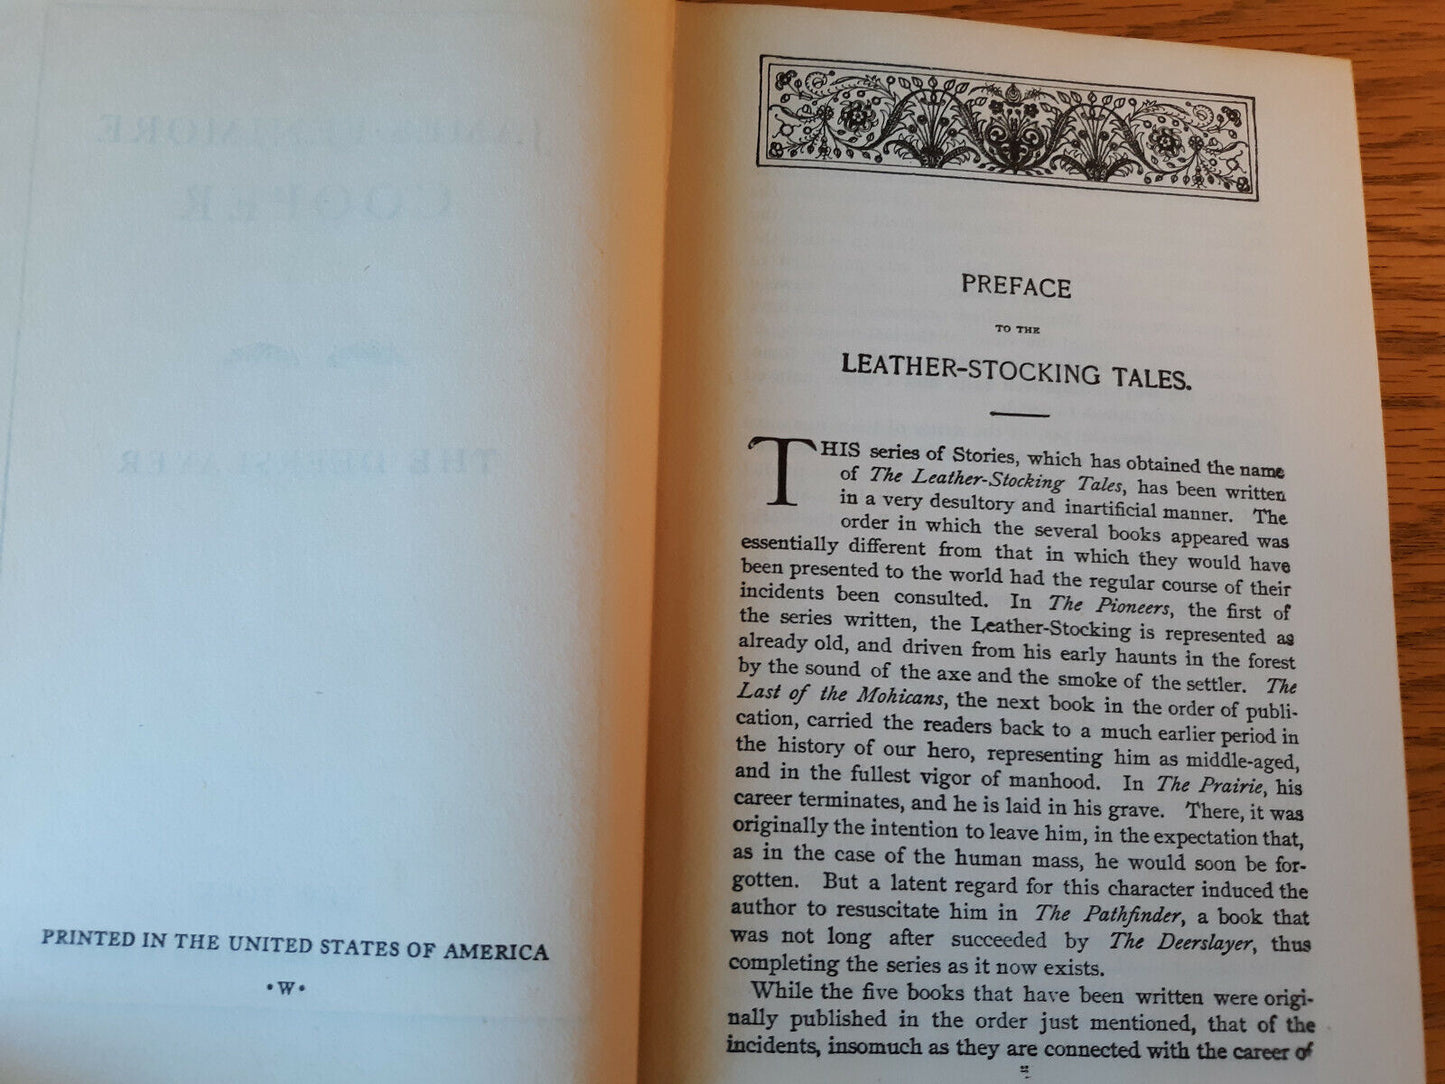 PRINTED IN THE UNITED STATES OF AMERICA
• W •
PREFACE
TO THE
LEATHER-STOCKING TALES.
THIS series of Stories, which has obtained the name
of The Leather-Stocking Tales, has been written
in a very desultory and inartificial manner. The
order in which the several books appeared was
essentially different from that in which they would have
been presented to the world had the regular course of their
incidents been consulted. In The Pioneers, the first of
the series written, the Leather-Stocking is represented as
already old, and driven from his early haunts in the forest
by the sound of the axe and the smoke of the settler. The
Last of the Mohicans, the next book in the order of publi-
cation, carried the readers back to a much earlier period in
the history of our hero, representing him as middle-aged,
and in the fullest vigor of manhood. In The Prairie, his
career terminates, and he is laid in his grave. There, it was
originally the intention to leave him, in the expectation that,
as in the case of the human mass, he would soon be for-
gotten. But a latent regard for this character induced the
author to resuscitate him in The Pathfinder, a book that
was not long after succeeded by The Deerslayer, thus
completing the series as it now exists.
While the five books that have been written were origi-
nally published in the order just mentioned, that of the
incidents, insomuch as they are connected with the career of